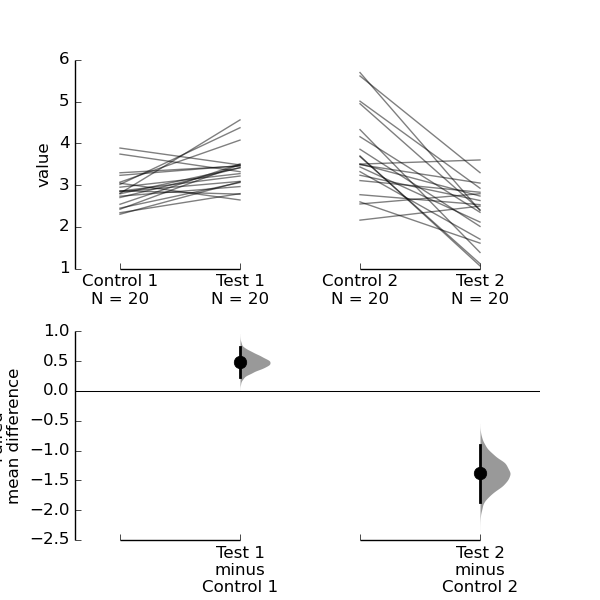 6
5
4
3
2
1
value
Control 1
N = 20
Test 1
N = 20
Control 2
N = 20
Test 2
N = 20
1.0
0.5
0.0
−0.5
−1.0
−1.5
−2.0
−2.5
mean difference
Test 1
minus
Control 1
Test 2
minus
Control 2